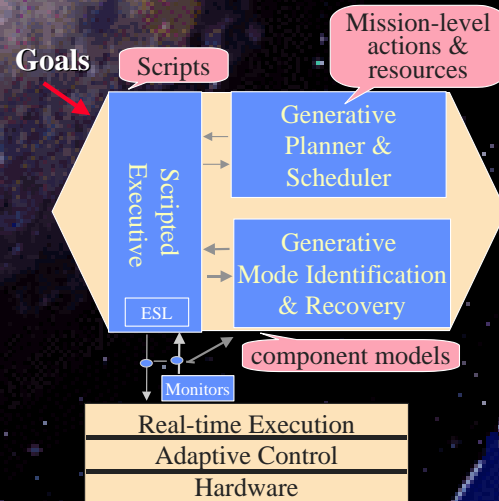 Mission-level
actions &
resources
Goals
Scripts
Scripted
Executive
ESL
Generative
Planner &
Scheduler
Generative
Mode Identification
& Recovery
component models
Monitors
Real-time Execution
Adaptive Control
Hardware